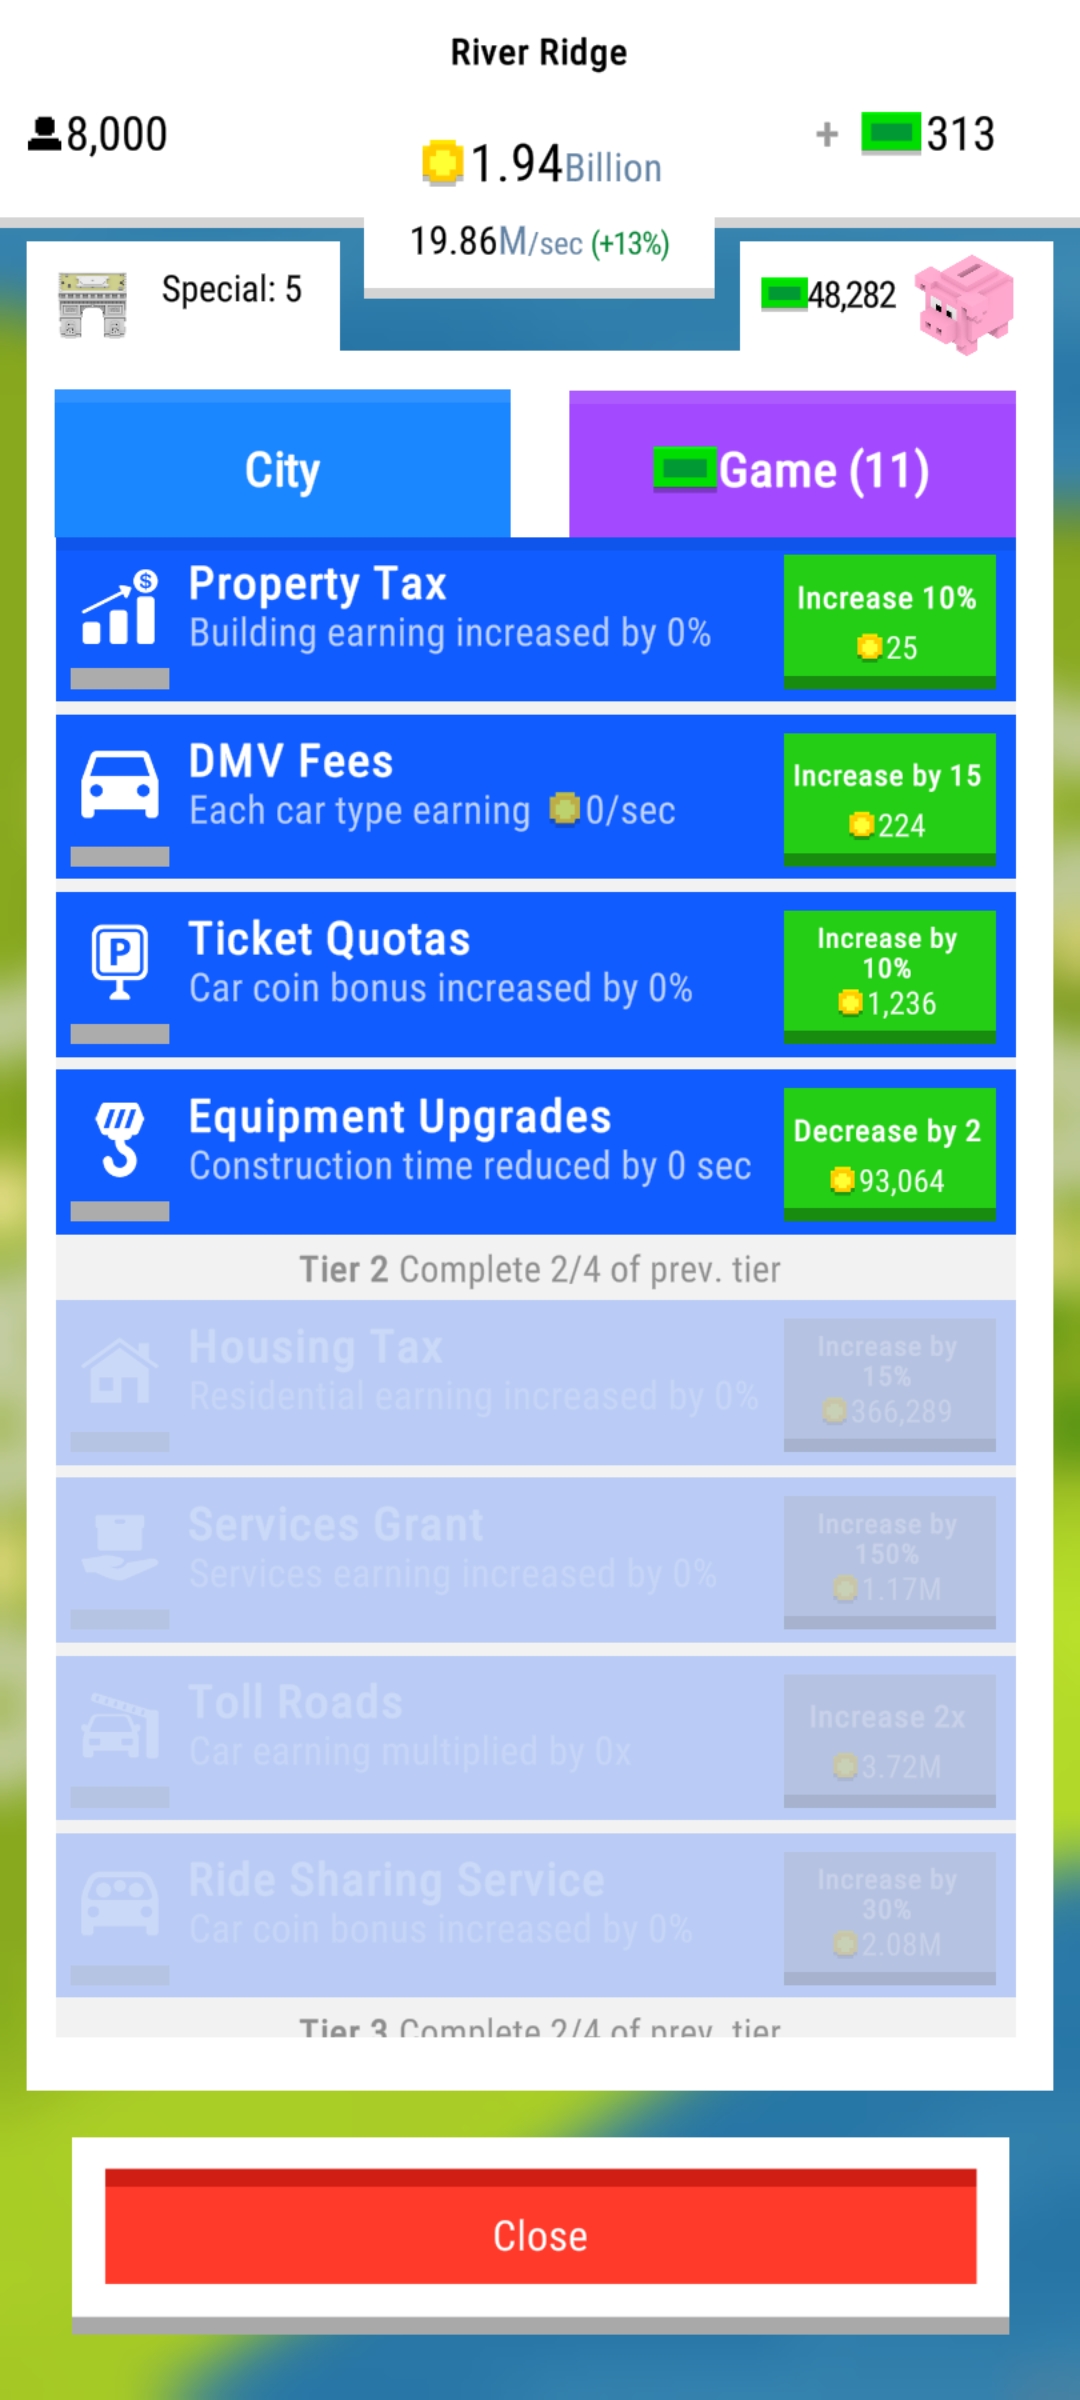 River Ridge
8,000
1.94Billion
+ 313
19.86M/sec (+13%)
Special: 5
48,282
City
Game (11)
Property Tax
Building earning increased by 0%
Increase 10%
25
DMV Fees
Each car type earning 0/sec
Increase by 15
224
Ticket Quotas
Car coin bonus increased by 0%
Increase by
10%
1,236
Equipment Upgrades
Construction time reduced by 0 sec
Decrease by 2
93,064
Tier 2 Complete 2/4 of prev. tier
Housing Tax
Residential earning increased by 0%
Increase by
15%
366,289
Services Grant
Services earning increased by 0%
Increase by
150%
1.17M
Toll Roads
Car earning multiplied by 0x
Increase 2x
3.72M
Ride Sharing Service
Car coin bonus increased by 0%
Increase by
30%
2.08M
Tier 3 Complete 2/4 of prev. tier
Close